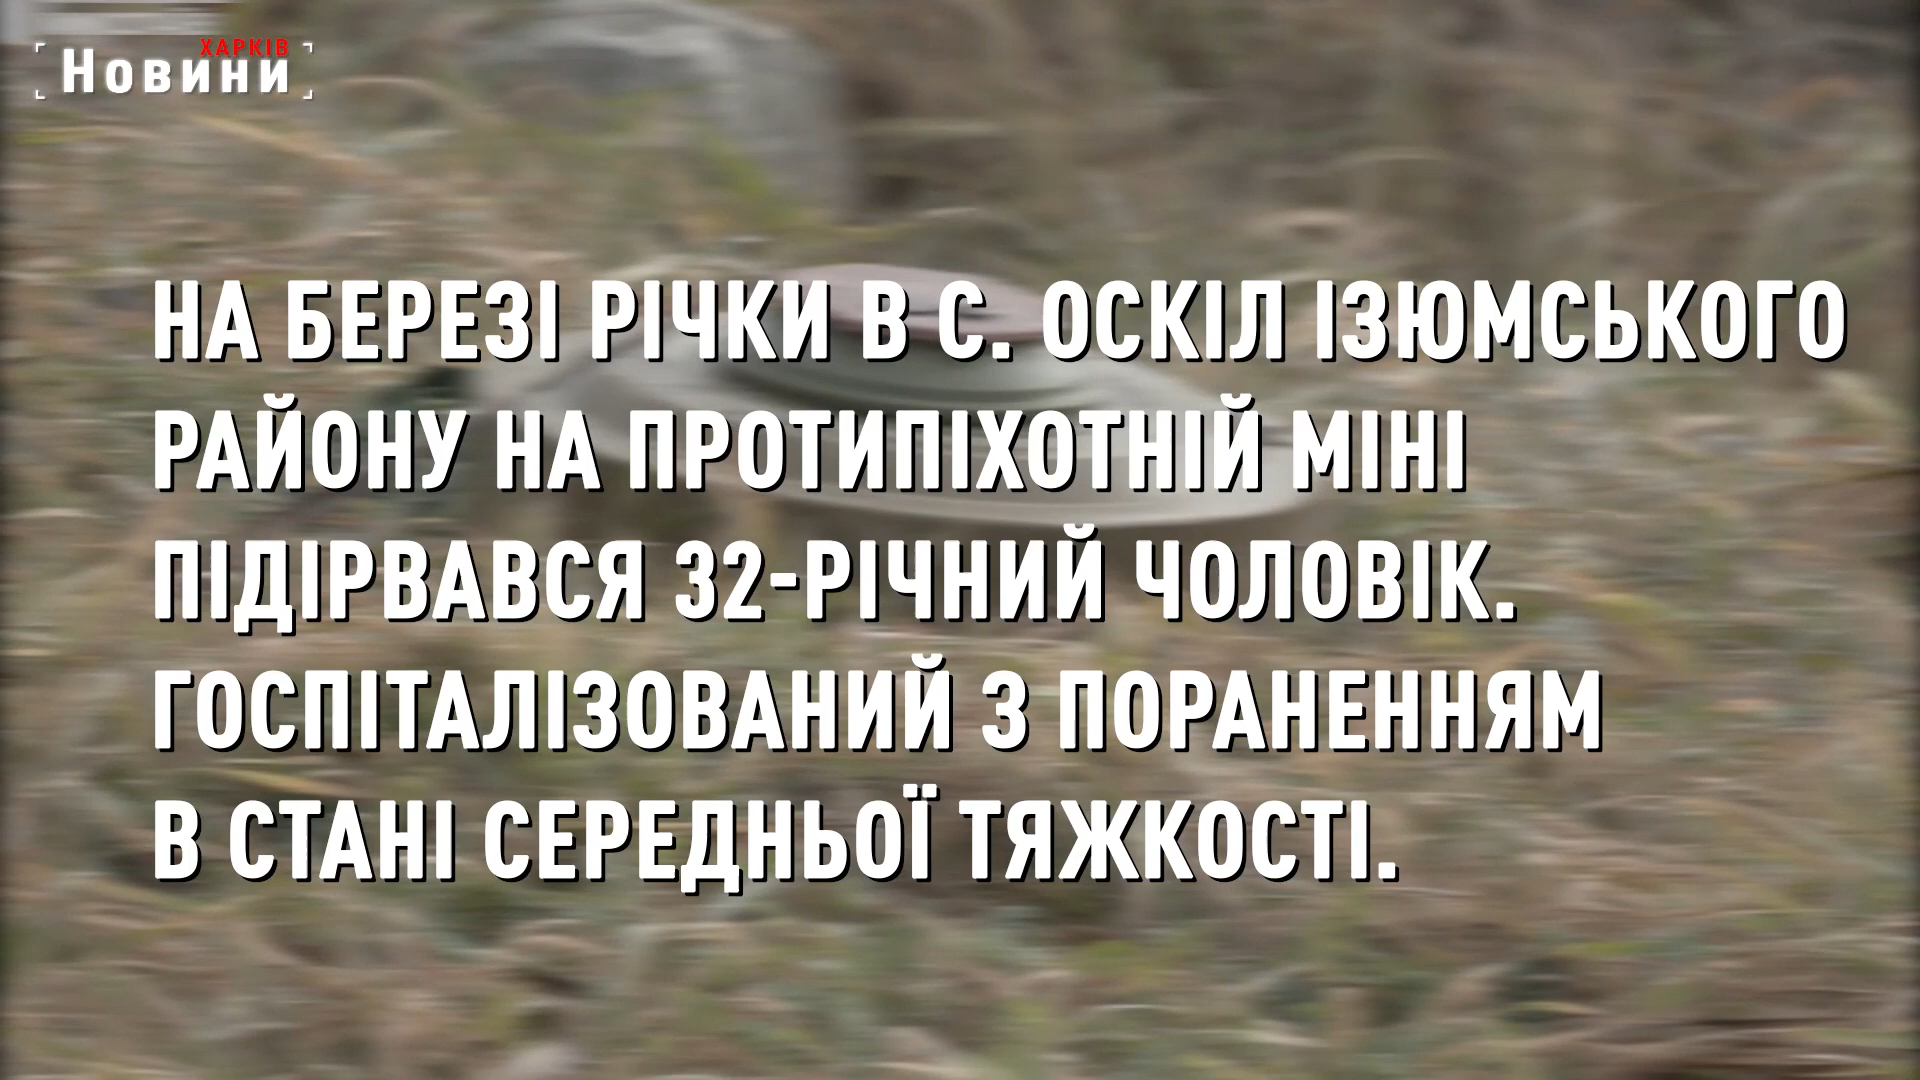 ХАРКІВ
Новини
НА БЕРЕЗІ РІЧКИ В С. ОСКІЛ ІЗЮМСЬКОГО
РАЙОНУ НА ПРОТИПІХОТНІЙ МІНІ
ПІДІРВАВСЯ 32-РІЧНИЙ ЧОЛОВІК.
ГОСПІТАЛІЗОВАНИЙ З ПОРАНЕННЯМ
В СТАНІ СЕРЕДНЬОЇ ТЯЖКОСТІ.